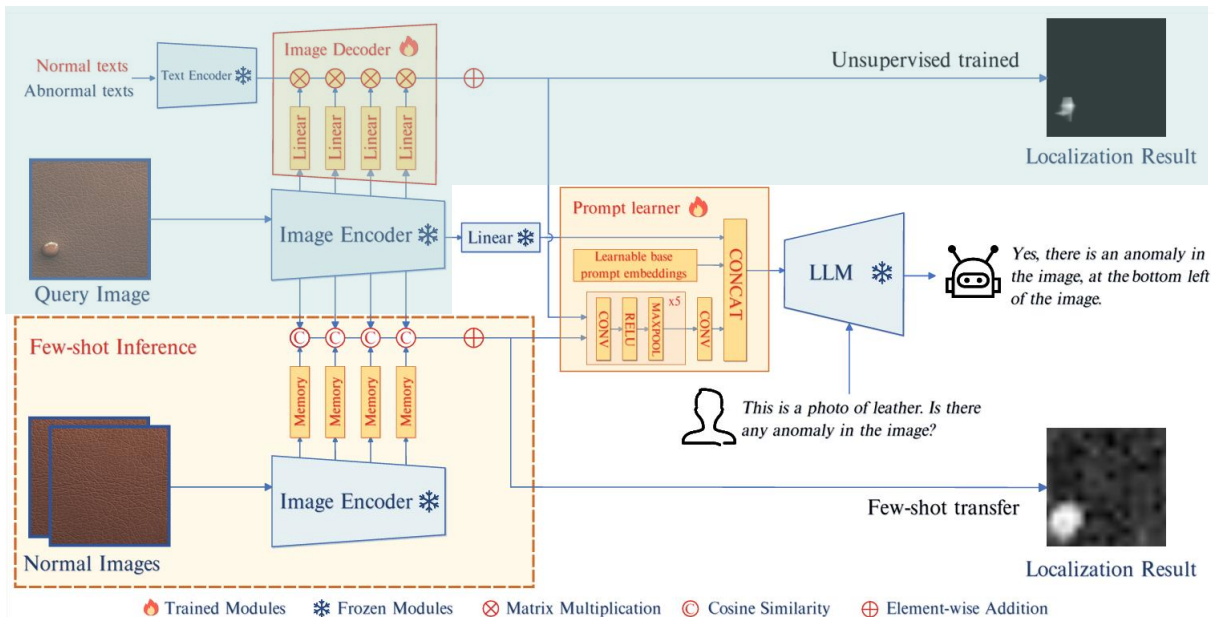 Image Decoder
Normal texts
Abnormal texts
Text Encoder
Unsupervised trained
Linear
Linear
Linear
Linear
Localization Result
Query Image
Image Encoder
Linear
Prompt learner
Learnable base
prompt embeddings
CONCAT
x5
CONV
RELU
MAXPOOL
CONV
LLM
Yes, there is an anomaly in
the image, at the bottom left
of the image.
Few-shot Inference
C
C
C
C
Memory
Memory
Memory
Memory
This is a photo of leather. Is there
any anomaly in the image?
Image Encoder
Normal Images
Few-shot transfer
Localization Result
Trained Modules
Frozen Modules
Matrix Multiplication
C Cosine Similarity
Element-wise Addition